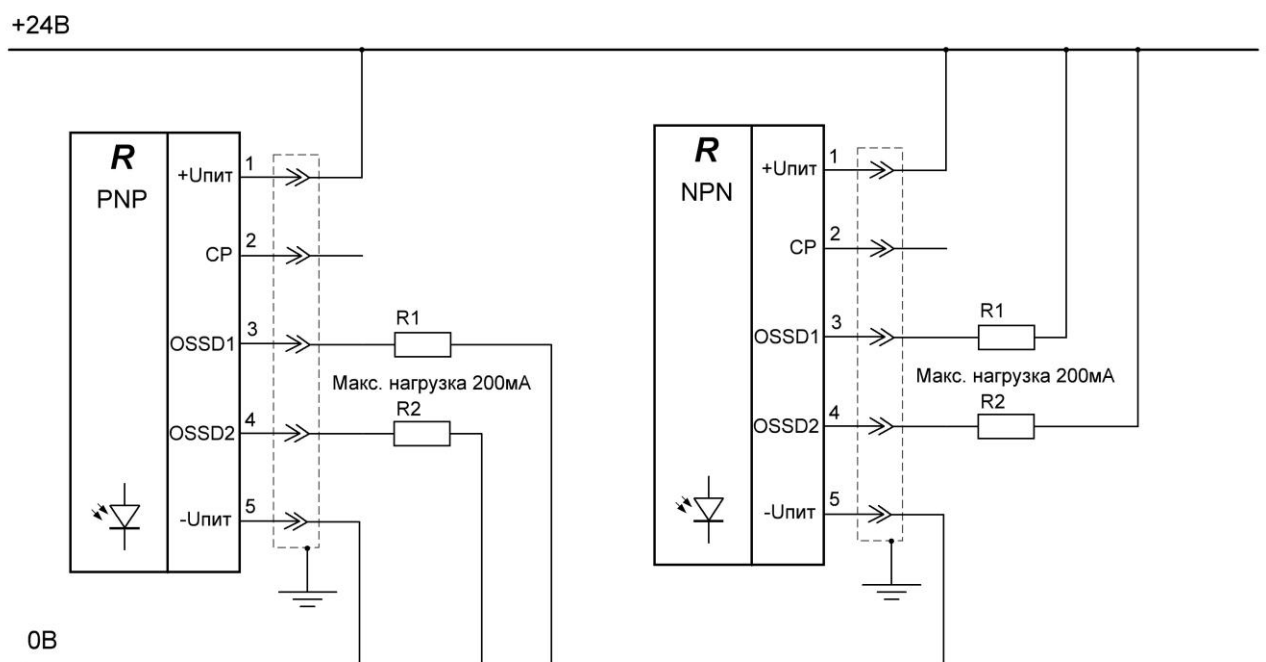 +24В
R
PNP
+Uпит
1
CP
2
OSSD1
3
R1
Макс. нагрузка 200мА
OSSD2
4
R2
-Uпит
5
R
NPN
+Uпит
1
CP
2
OSSD1
3
R1
Макс. нагрузка 200мА
OSSD2
4
R2
-Uпит
5
0В